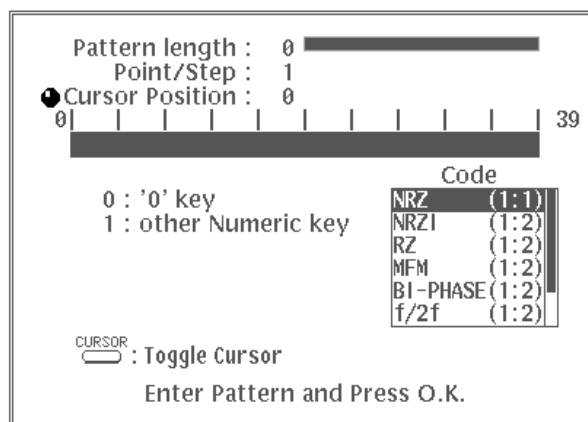 Pattern length : 0
Point/Step : 1
Cursor Position : 0
0 39
Code
0 : '0' key
1 : other Numeric key
NRZ (1:1)
NRZI (1:2)
RZ (1:2)
MFM (1:2)
BI-PHASE(1:2)
f/2f (1:2)
CURSOR
: Toggle Cursor
Enter Pattern and Press O.K.